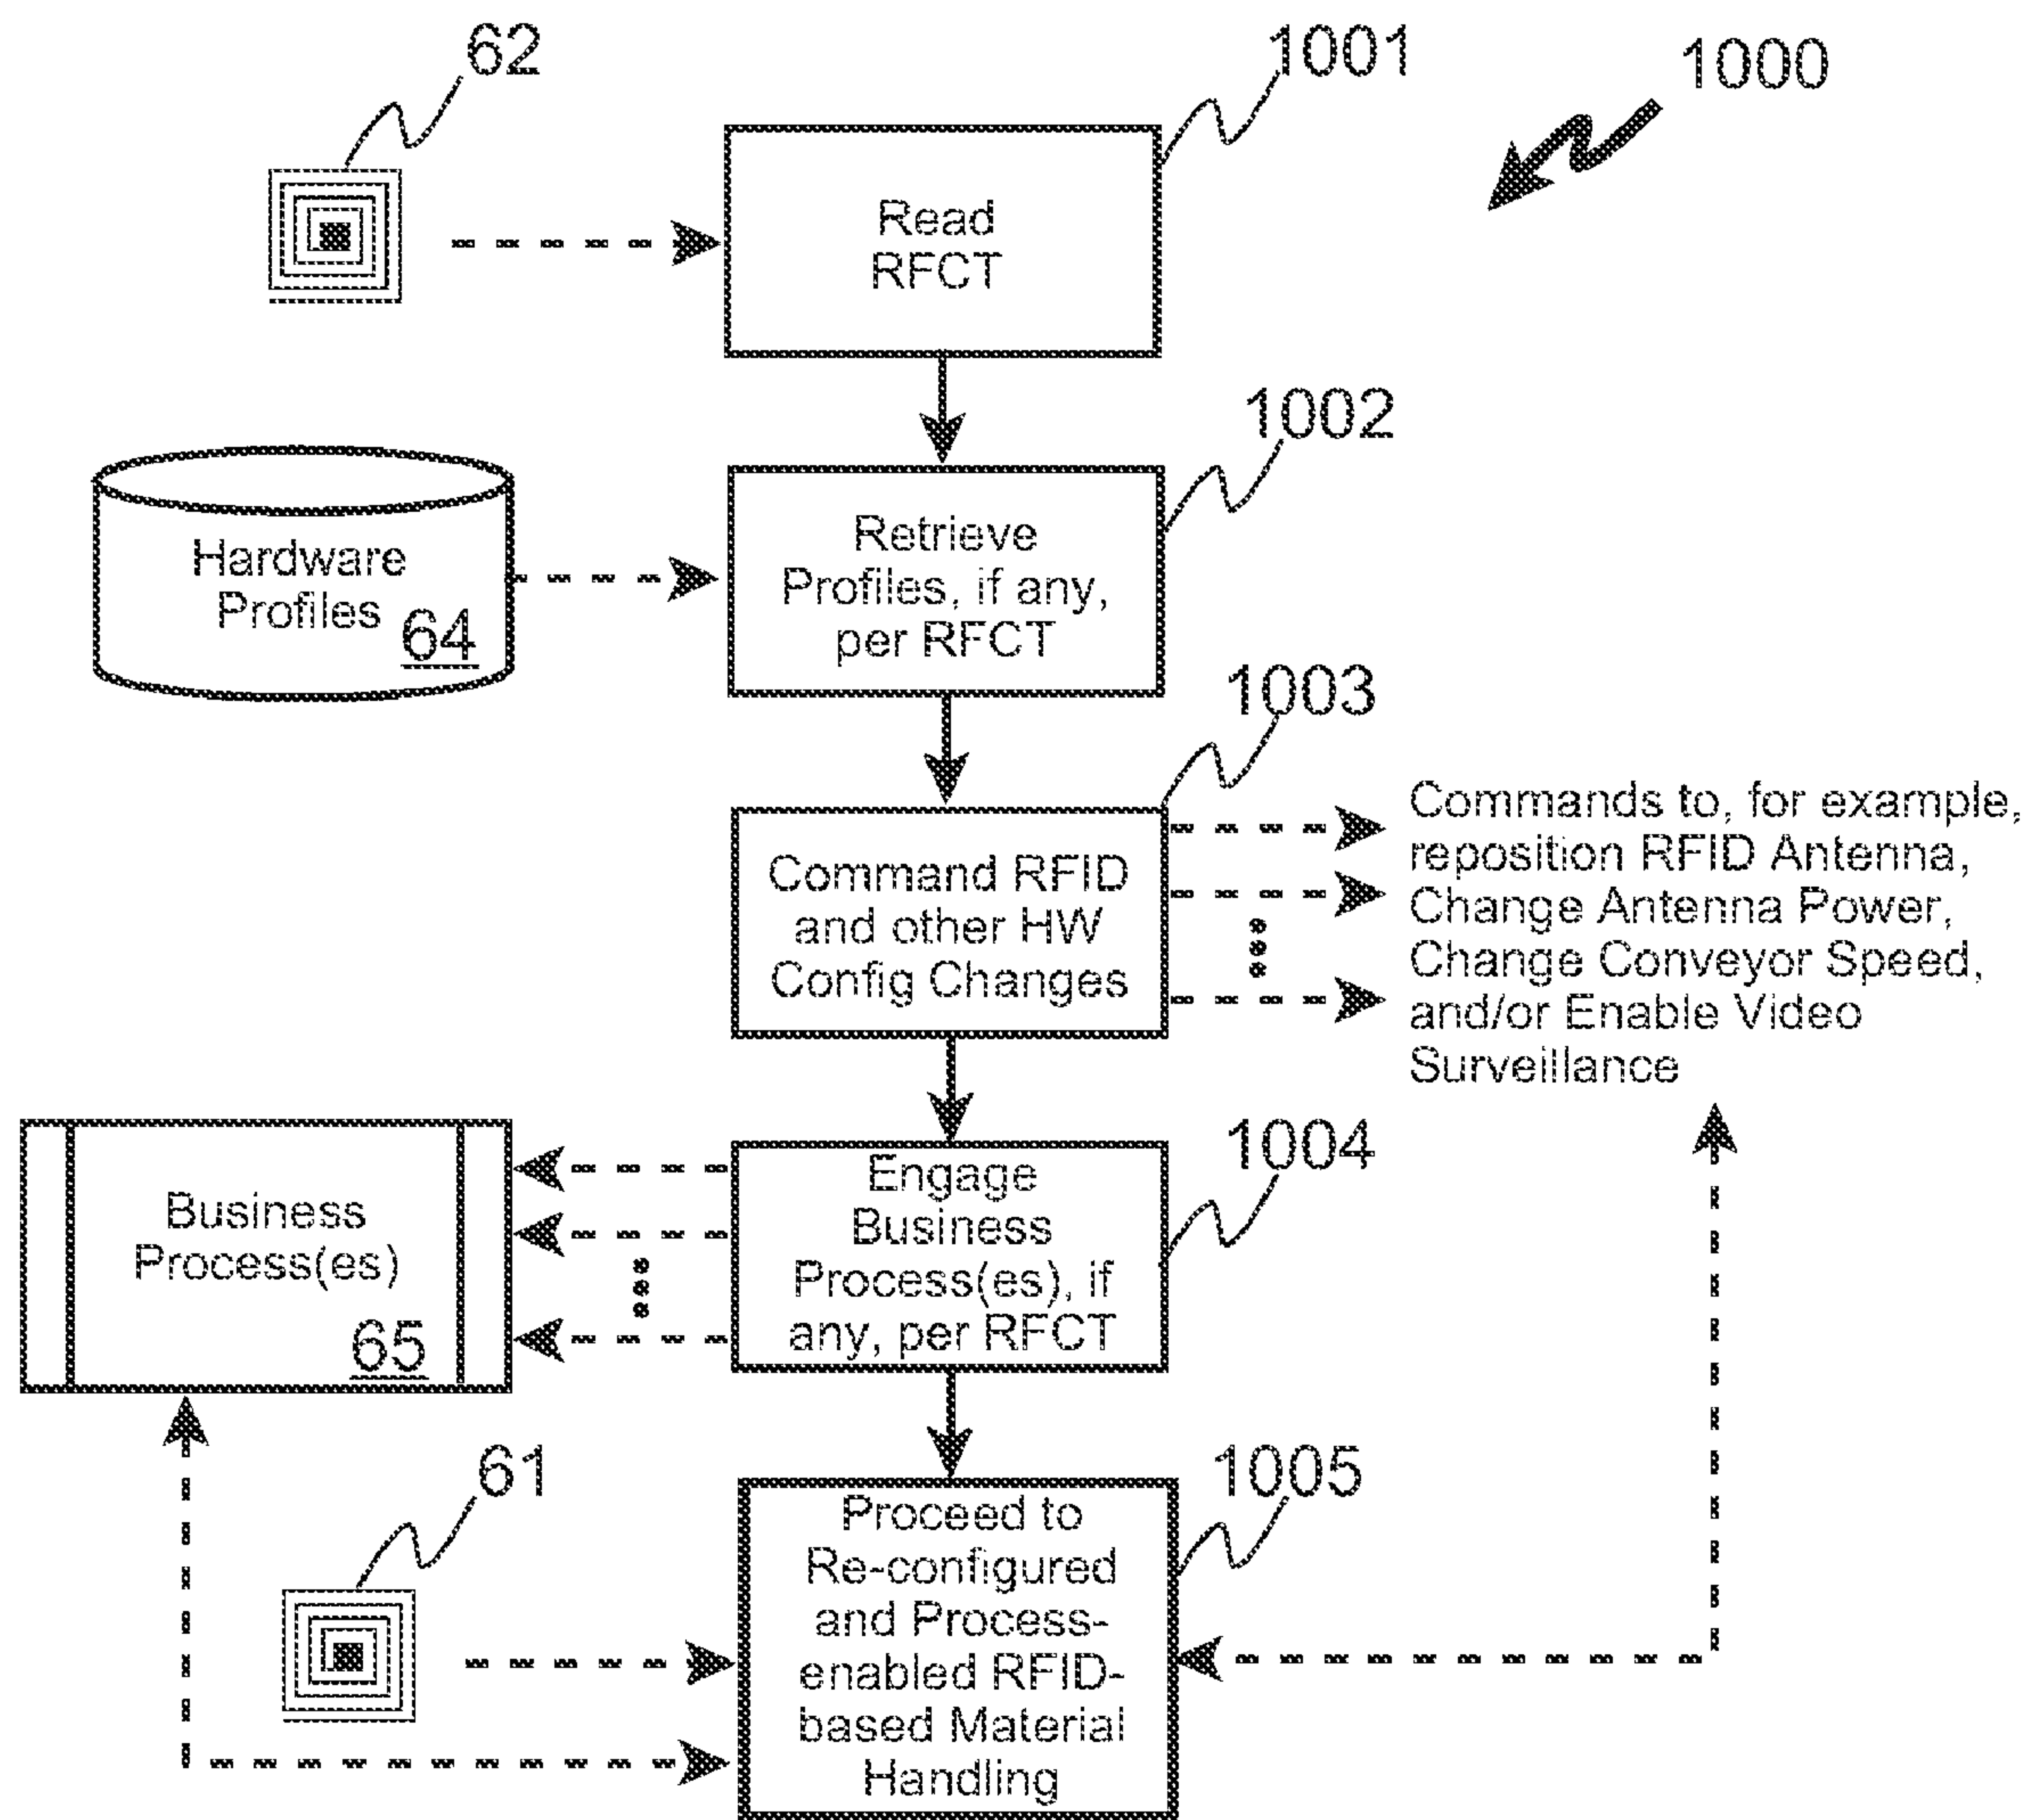 62
1001
1000
Read
RFCT
1002
Hardware
Profiles
64
Retrieve
Profiles, if any,
per RFCT
1003
Command RFID
and other HW
Config Changes
Commands to, for example,
reposition RFID Antenna,
Change Antenna Power,
Change Conveyor Speed,
and/or Enable Video
Surveillance
1004
Business
Process(es)
65
Engage
Business
Process(es), if
any, per RFCT
61
1005
Proceed to
Re-configured
and Process-
enabled RFID-
based Material
Handling